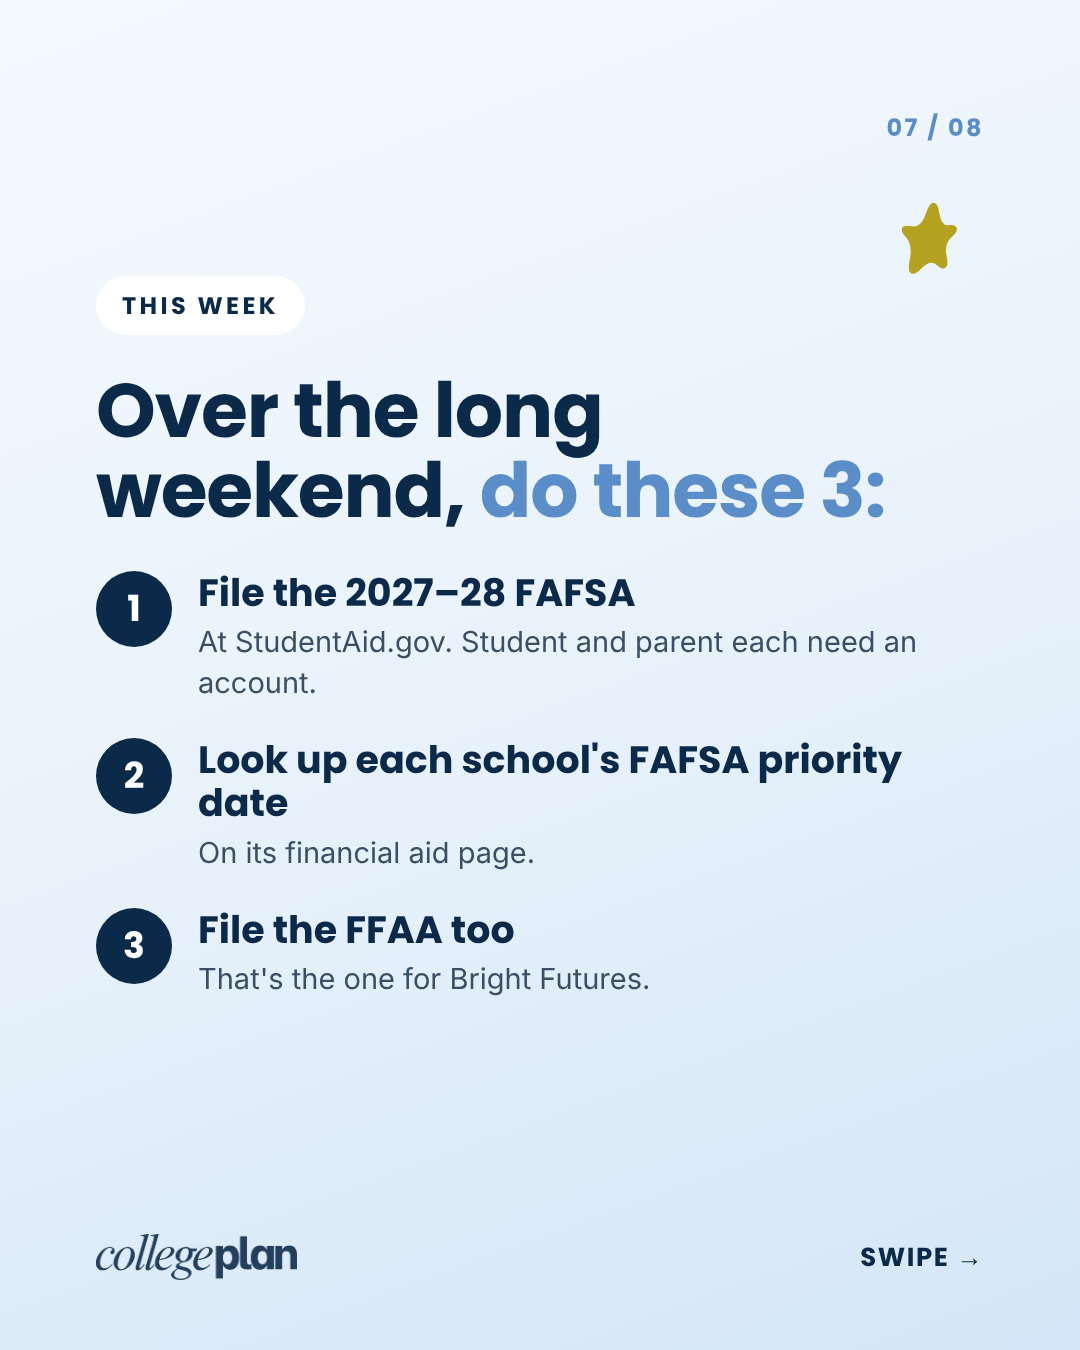 07 / 08
THIS WEEK
Over the long
weekend, do these 3:
1
File the 2027–28 FAFSA
At StudentAid.gov. Student and parent each need an
account.
2
Look up each school's FAFSA priority
date
On its financial aid page.
3
File the FFAA too
That's the one for Bright Futures.
collegeplan
SWIPE →